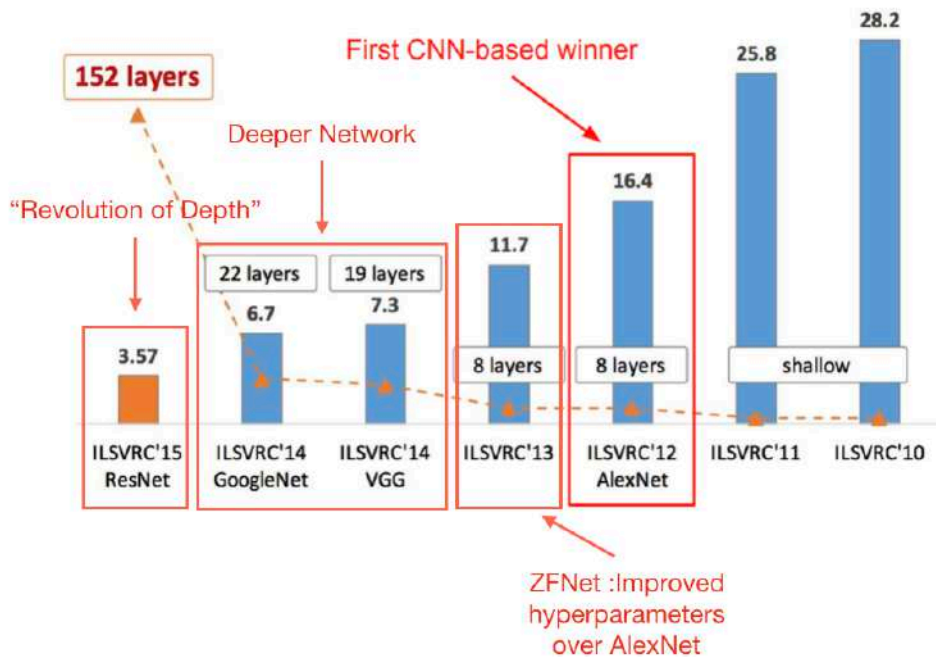 28.2
25.8
First CNN-based winner
152 layers
Deeper Network
16.4
“Revolution of Depth”
11.7
22 layers
19 layers
6.7
7.3
3.57
8 layers
8 layers
shallow
ILSVRC'15
ResNet
ILSVRC'14
GoogleNet
ILSVRC'14
VGG
ILSVRC'13
ILSVRC'12
AlexNet
ILSVRC'11
ILSVRC'10
ZFNet :Improved
hyperparameters
over AlexNet